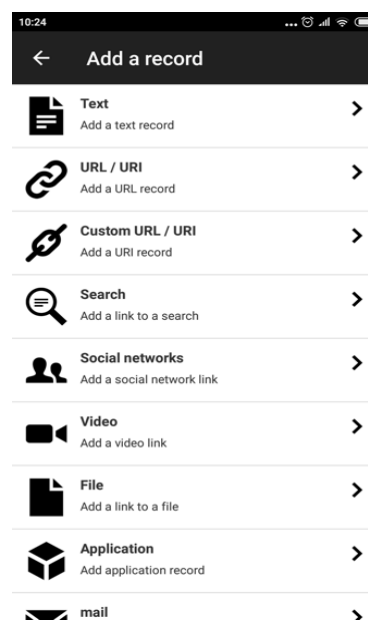 10:24
Add a record
Text
Add a text record
URL / URI
Add a URL record
Custom URL / URI
Add a URI record
Search
Add a link to a search
Social networks
Add a social network link
Video
Add a video link
File
Add a link to a file
Application
Add application record
mail